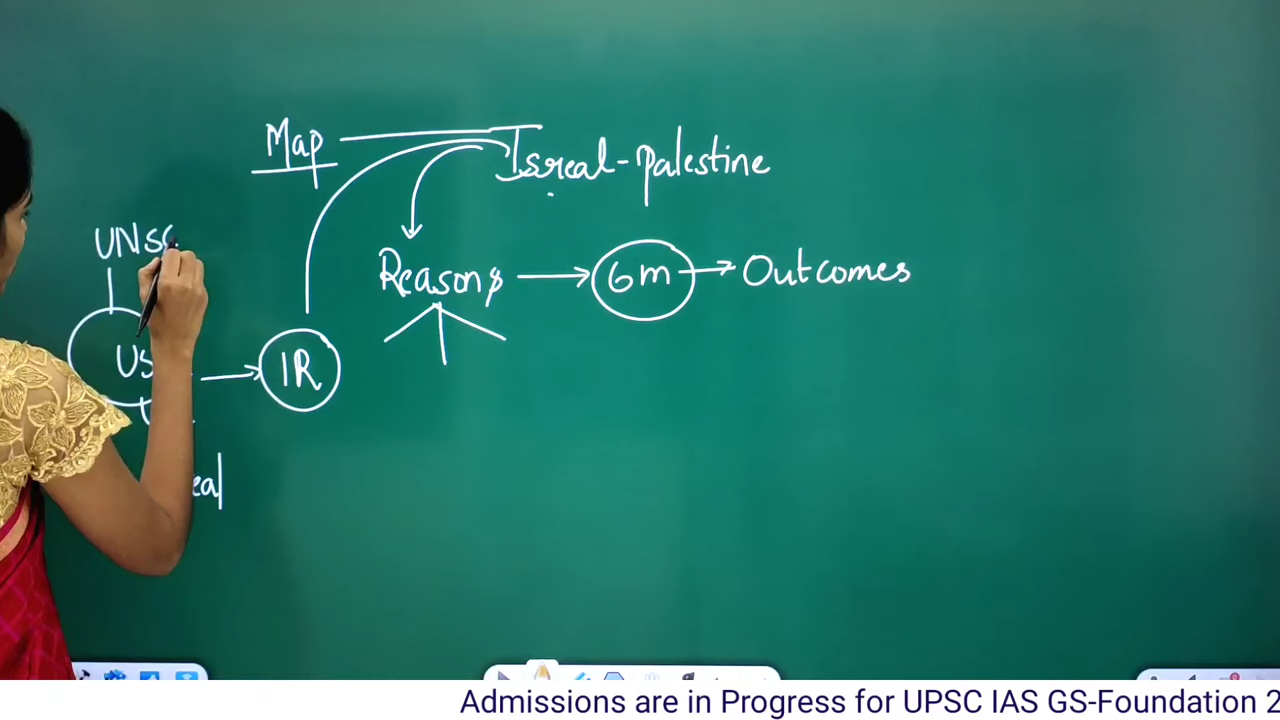 Map
Isreal-palestine
UNSC
Reasons
6m
Outcomes
US
IR
eal
Admissions are in Progress for UPSC IAS GS-Foundation 2